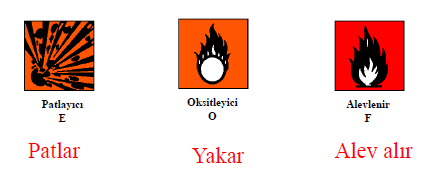 Patlayıcı
E
Oksitleyici
O
Alevlenir
F
Patlar
Yakar
Alev alır